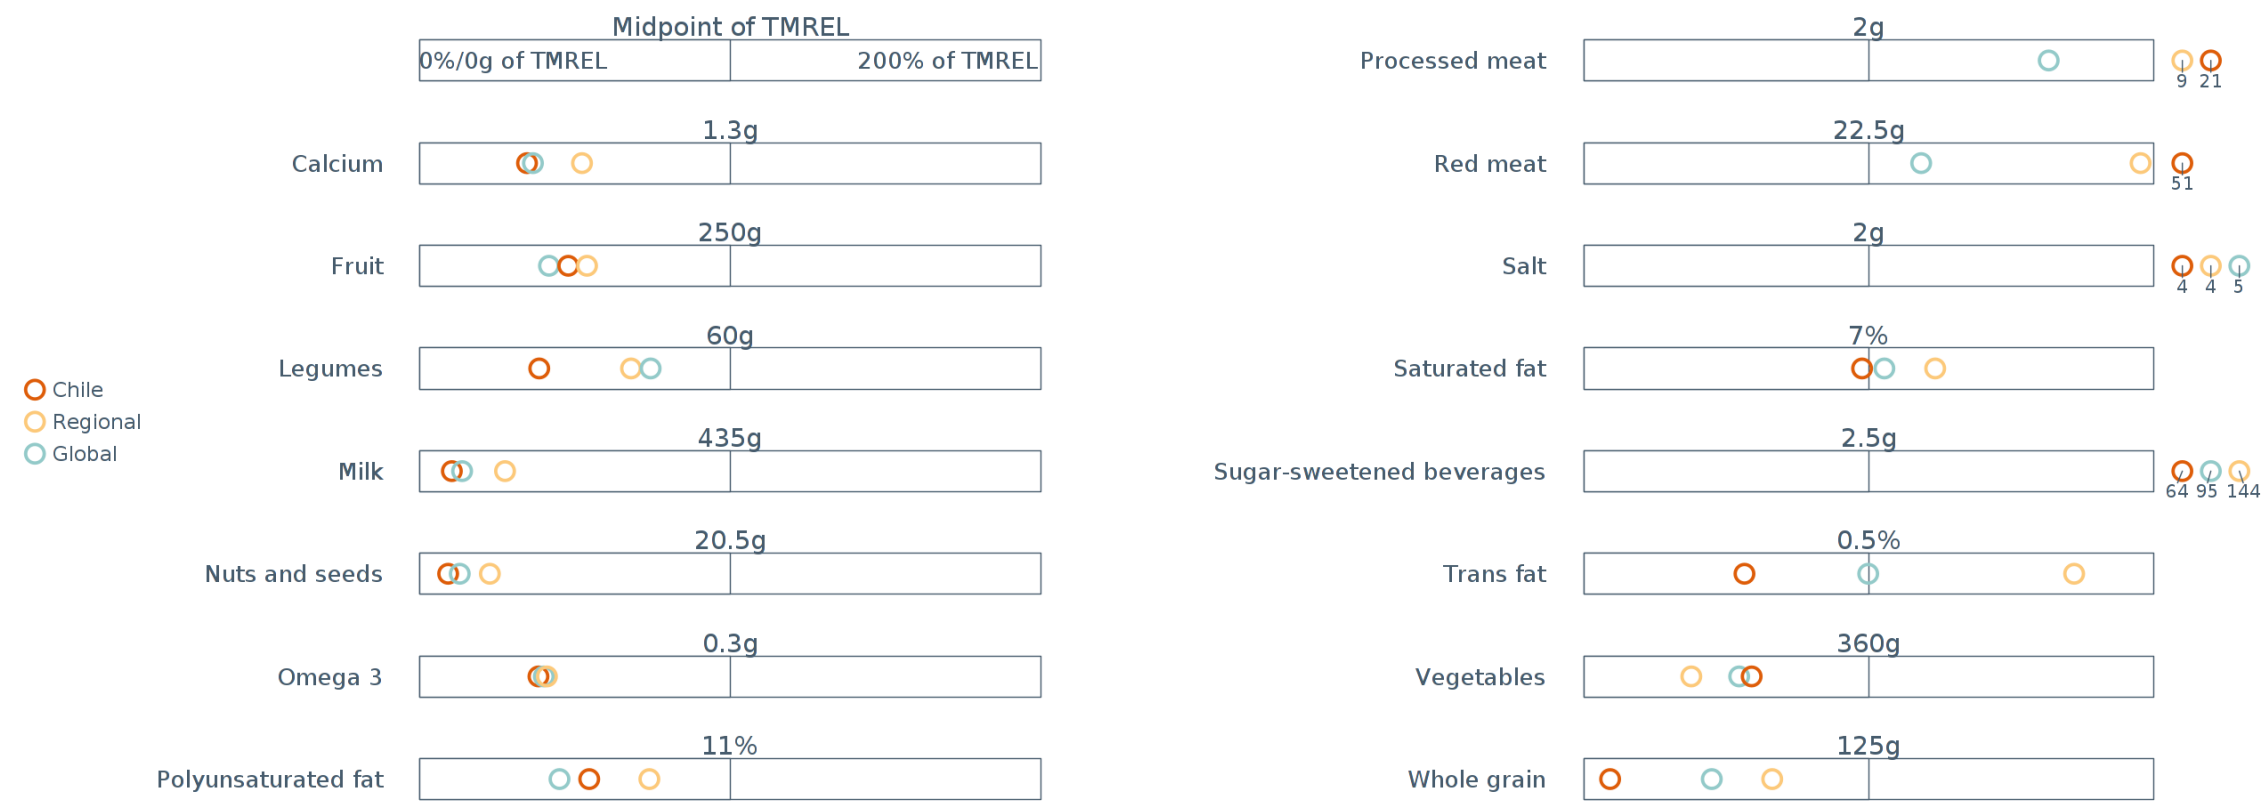 Midpoint of TMREL
0%/0g of TMREL 200% of TMREL
Calcium 1.3g
Fruit 250g
Legumes 60g
Milk 435g
Nuts and seeds 20.5g
Omega 3 0.3g
Polyunsaturated fat 11%
Chile
Regional
Global
Processed meat 2g
9 21
Red meat 22.5g
51
Salt 2g
4 4 5
Saturated fat 7%
Sugar-sweetened beverages 2.5g
64 95 144
Trans fat 0.5%
Vegetables 360g
Whole grain 125g